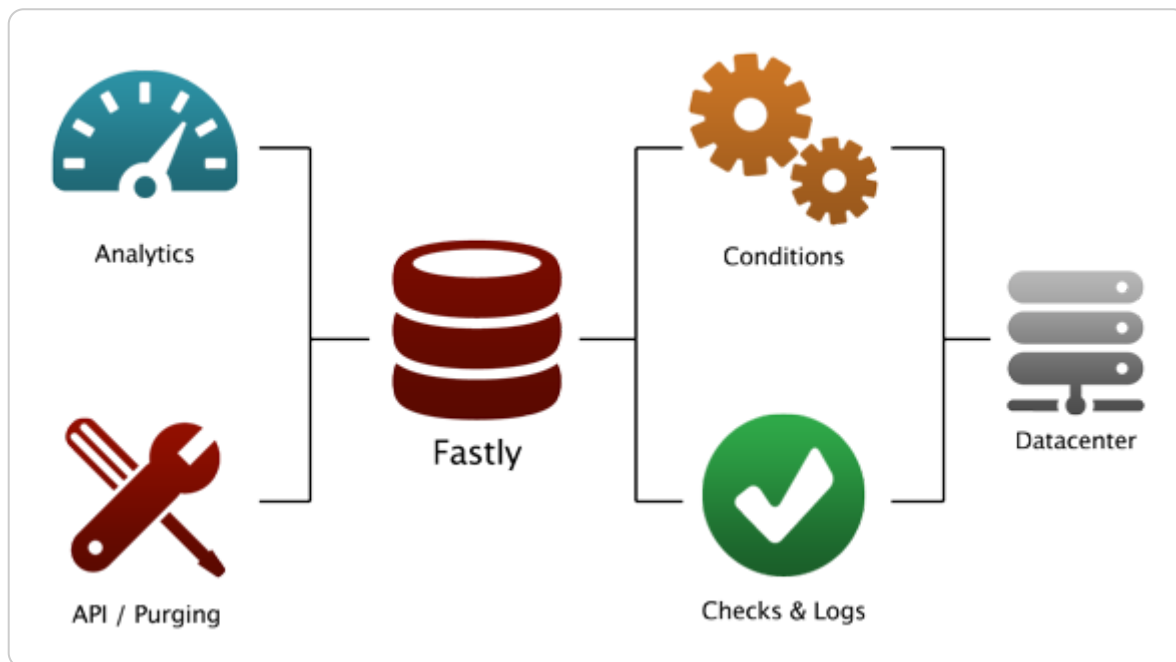 Analytics
Conditions
Fastly
Datacenter
API / Purging
Checks & Logs